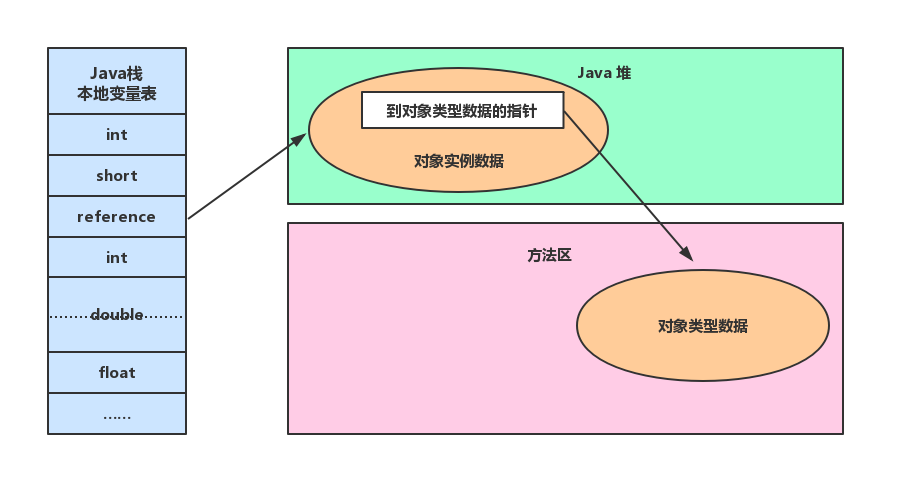 Java栈
本地变量表
int
short
reference
int
double
float
……
Java 堆
到对象类型数据的指针
对象实例数据
方法区
对象类型数据